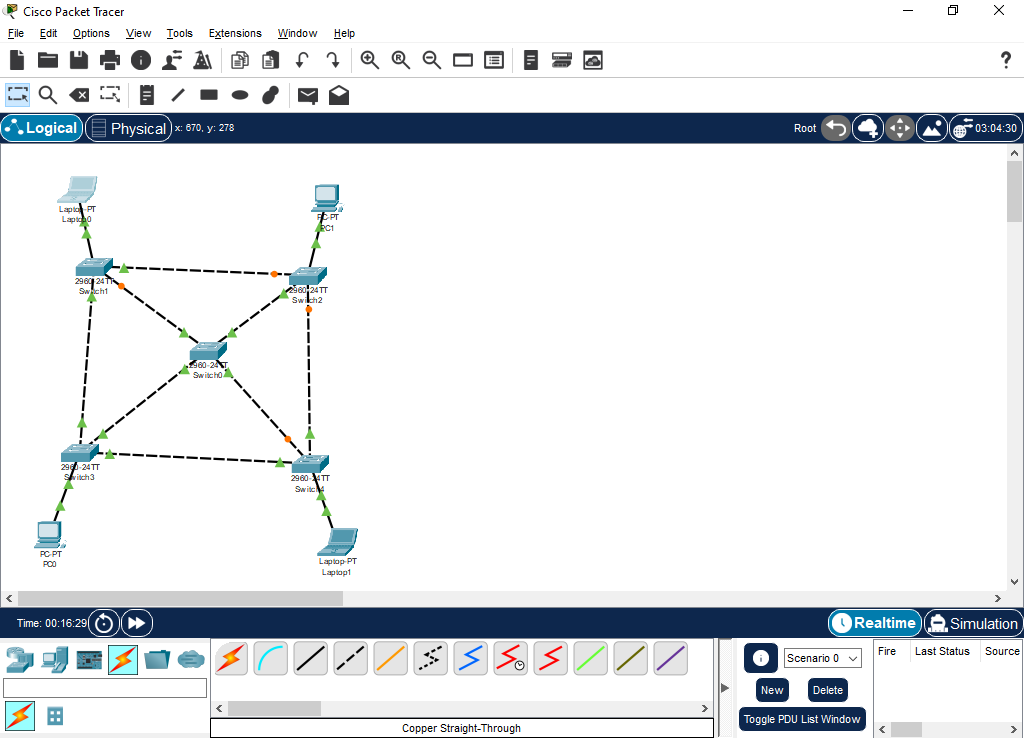 Cisco Packet Tracer
File Edit Options View Tools Extensions Window Help
Logical Physical x: 670, y: 278 Root 03:04:30
Laptop-PT
Laptop0
PC-PT
PC1
2960-24TT
Switch1
2960-24TT
Switch2
2960-24TT
Switch0
2960-24TT
Switch3
2960-24TT
Switch4
PC-PT
PC0
Laptop-PT
Laptop1
Time: 00:16:29 Realtime Simulation
Scenario 0 Fire Last Status Source
New Delete
Toggle PDU List Window
Copper Straight-Through